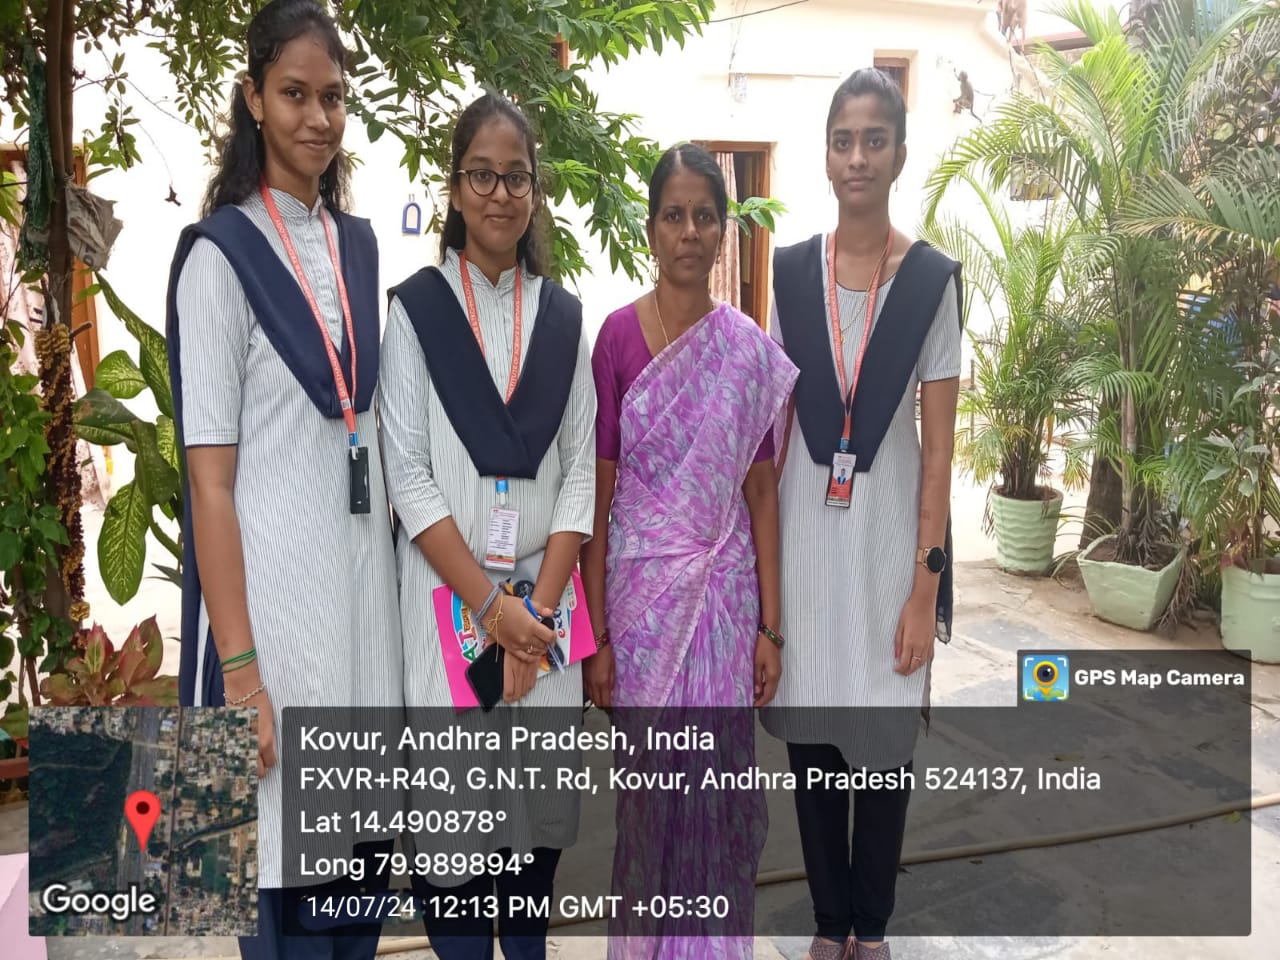 GPS Map Camera
Kovur, Andhra Pradesh, India
FXVR+R4Q, G.N.T. Rd, Kovur, Andhra Pradesh 524137, India
Lat 14.490878°
Long 79.989894°
14/07/24 12:13 PM GMT +05:30
Google